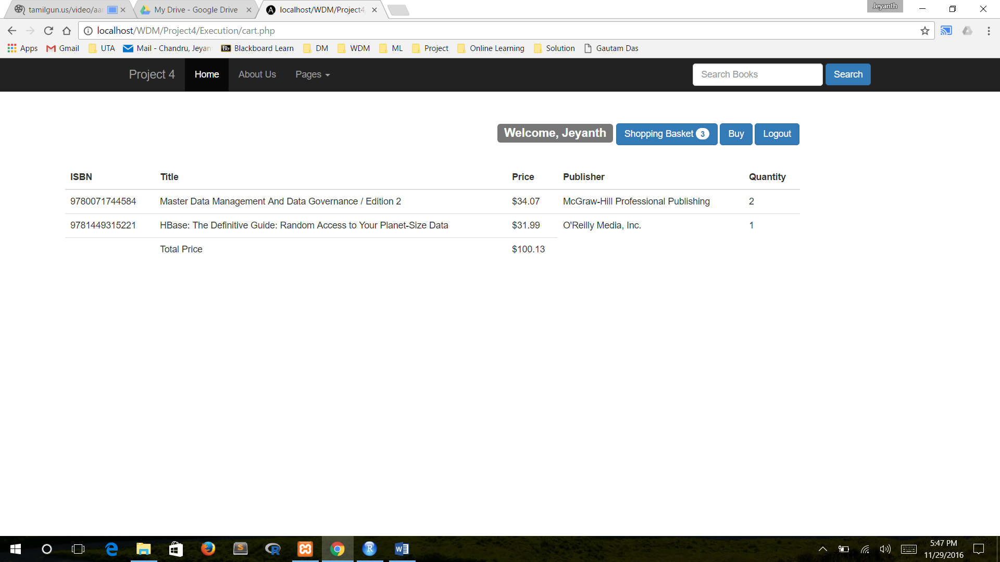 tamilgun.us/video/aar
My Drive - Google Drive
localhost/WDM/Project4
Jeyanth
localhost/WDM/Project4/Execution/cart.php
Apps Gmail UTA Mail - Chandru, Jeyan Bb Blackboard Learn DM WDM ML Project Online Learning Solution Gautam Das
Project 4 Home About Us Pages Search Books Search
Welcome, Jeyanth Shopping Basket 3 Buy Logout
ISBN Title Price Publisher Quantity
9780071744584 Master Data Management And Data Governance / Edition 2 $34.07 McGraw-Hill Professional Publishing 2
9781449315221 HBase: The Definitive Guide: Random Access to Your Planet-Size Data $31.99 O'Reilly Media, Inc. 1
Total Price $100.13
5:47 PM
11/29/2016